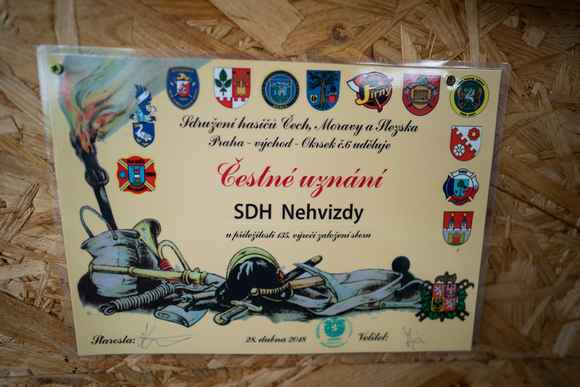 Sdružení hasičů Čech, Moravy a Slezska
Praha - východ - Okrsek č.6 uděluje
Čestné uznání
SDH Nehvizdy
u příležitosti 135. výročí založení sboru
Starosta:
28. dubna 2018
Velitel: